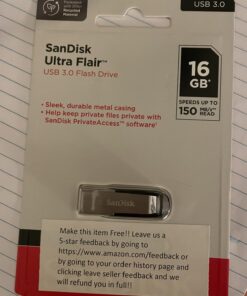 USB 3.0
Recycled
Material
SanDisk
Ultra Flair™
USB 3.0 Flash Drive
16
GB*
• Sleek, durable metal casing
• Help keep private files private with
SanDisk PrivateAccess™ software†
SPEEDS UP TO
150 MB/s**
READ
SanDisk
Make this item Free!! Leave us a
5-star feedback by going to
https://www.amazon.com/feedback or
by going to your order history page and
clicking leave seller feedback and we
will refund you in full!!